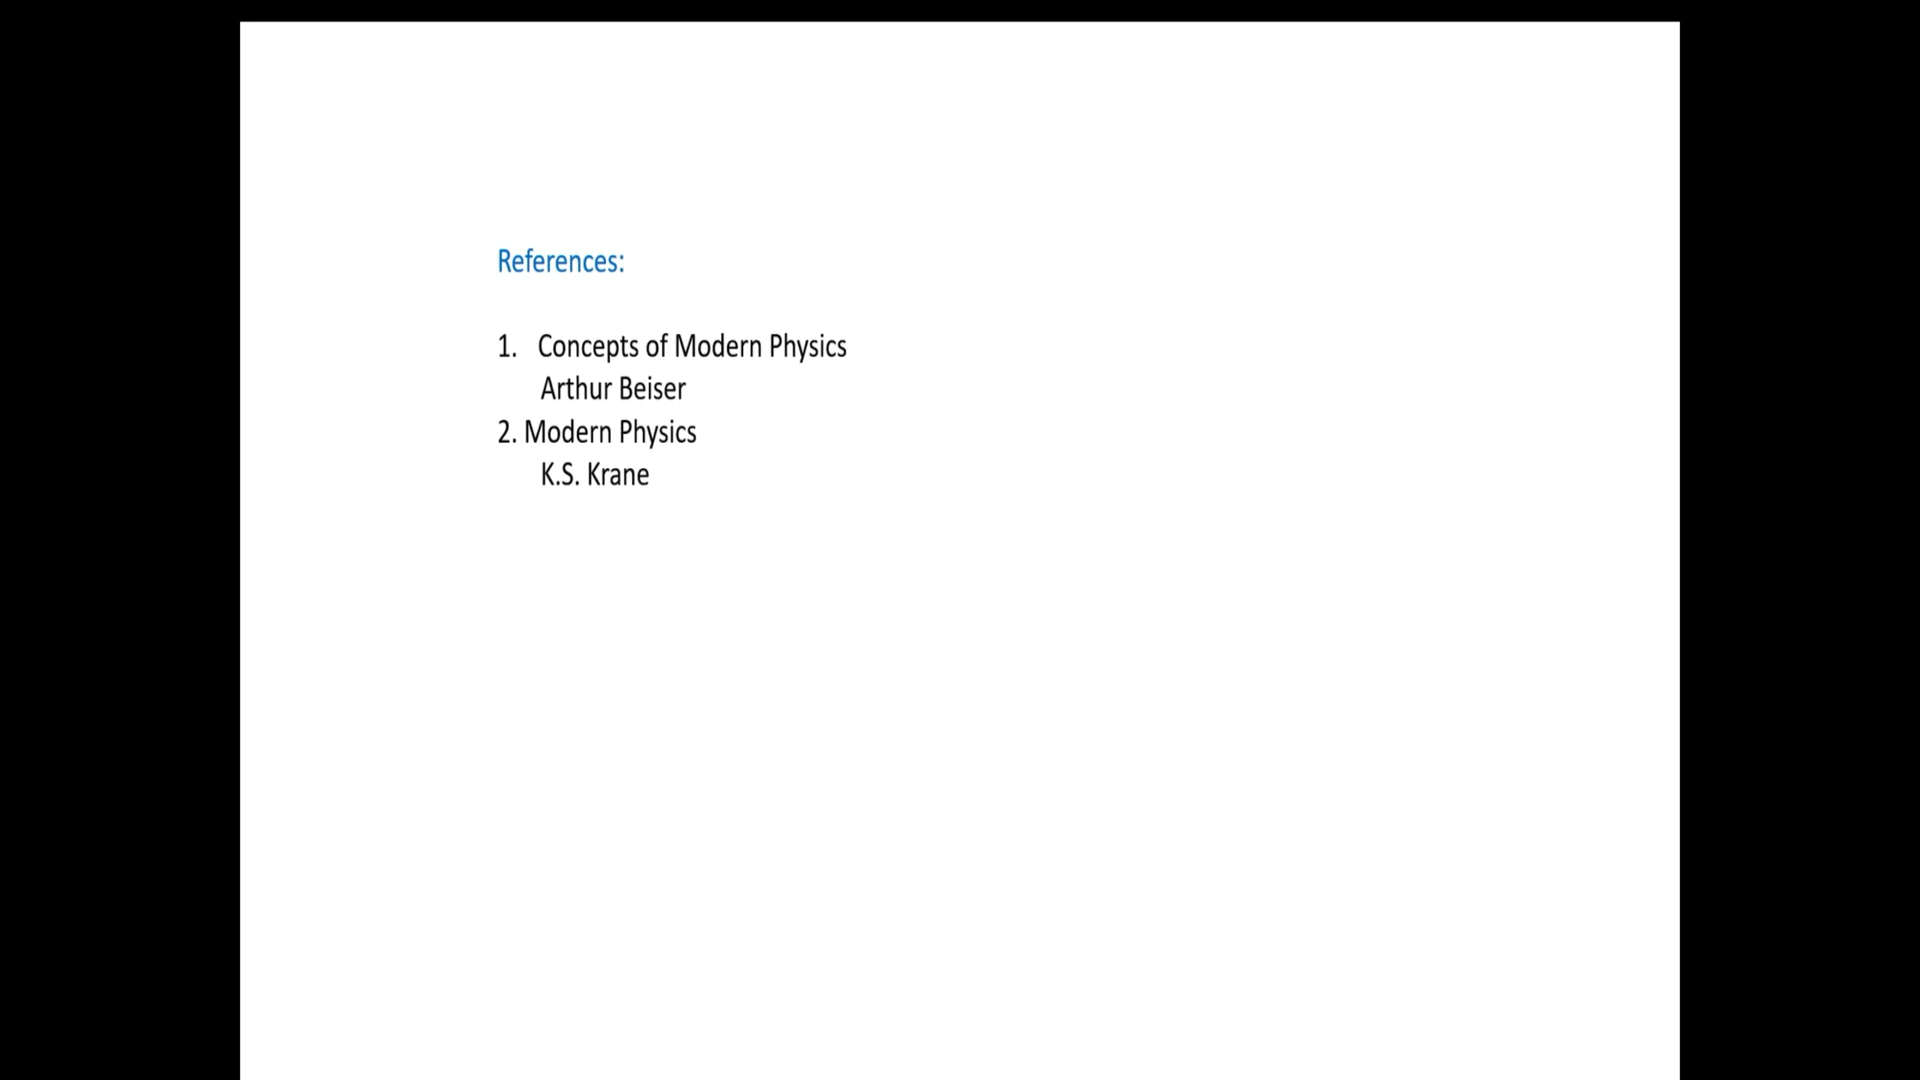 References:
1. Concepts of Modern Physics
Arthur Beiser
2. Modern Physics
K.S. Krane